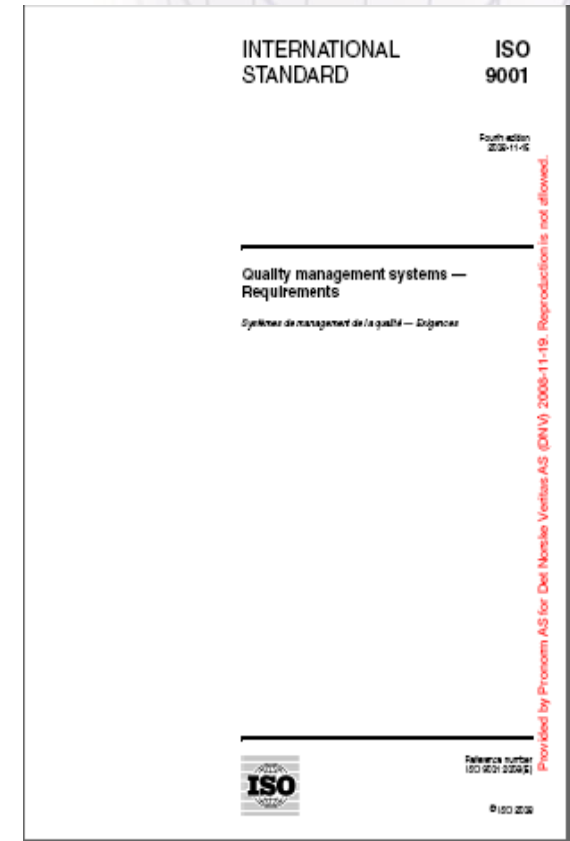 INTERNATIONAL
STANDARD
ISO
9001
Fourth edition
2008-11-15
Quality management systems —
Requirements
Systèmes de management de la qualité — Exigences
Provided by Pronorm AS for Det Norske Veritas AS (DNV) 2008-11-19. Reproduction is not allowed.
ISO
Reference number
ISO 9001:2008(E)
© ISO 2008